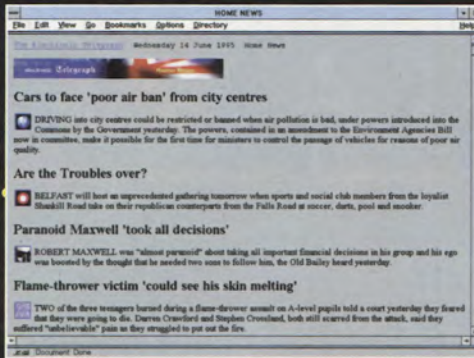 HOME NEWS
File Edit View Go Bookmarks Options Directory Help
The Electronic Telegraph Wednesday 14 June 1995 Home News
electronic Telegraph Home News
Cars to face 'poor air ban' from city centres
DRIVING into city centres could be restricted or banned when air pollution is bad, under powers introduced into the
Commons by the Government yesterday. The powers, contained in an amendment to the Environment Agencies Bill
now in committee, make it possible for the first time for ministers to control the passage of vehicles for reasons of poor air
quality.
Are the Troubles over?
BELFAST will host an unprecedented gathering tomorrow when sports and social club members from the loyalist
Shankill Road take on their republican counterparts from the Falls Road at soccer, darts, pool and snooker.
Paranoid Maxwell 'took all decisions'
ROBERT MAXWELL was "almost paranoid" about taking all important financial decisions in his group and his ego
was boosted by the thought that he needed two sons to follow him, the Old Bailey heard yesterday.
Flame-thrower victim 'could see his skin melting'
TWO of the three teenagers burned during a flame-thrower assault on A-level pupils told a court yesterday they feared
that they were going to die. Darren Crawford and Stephen Crossland, both still scarred from the attack, said they
suffered "unbelievable" pain as they struggled to put out the fire.
Document Done